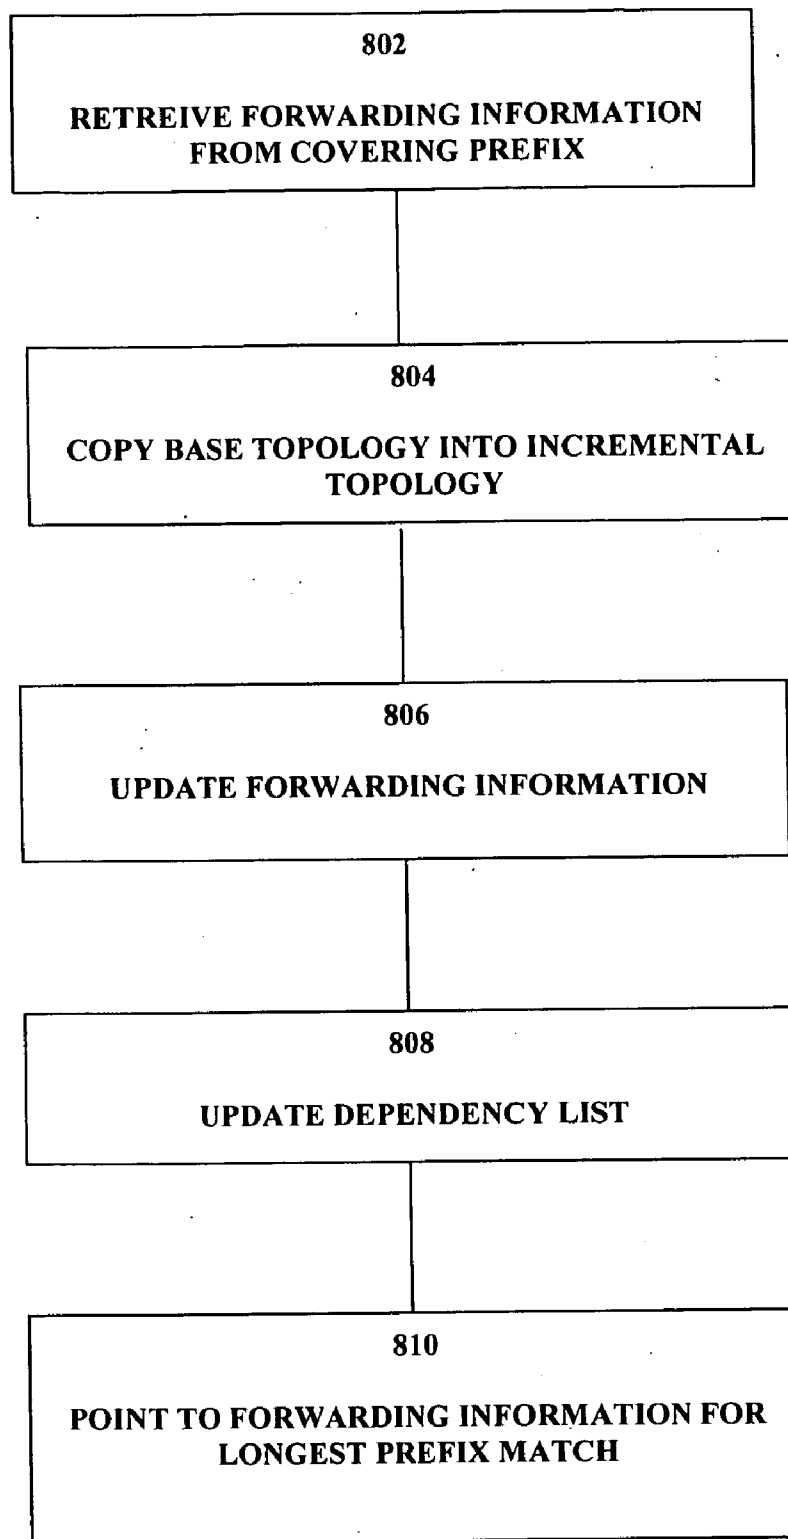 802
RETREIVE FORWARDING INFORMATION
FROM COVERING PREFIX
804
COPY BASE TOPOLOGY INTO INCREMENTAL
TOPOLOGY
806
UPDATE FORWARDING INFORMATION
808
UPDATE DEPENDENCY LIST
810
POINT TO FORWARDING INFORMATION FOR
LONGEST PREFIX MATCH